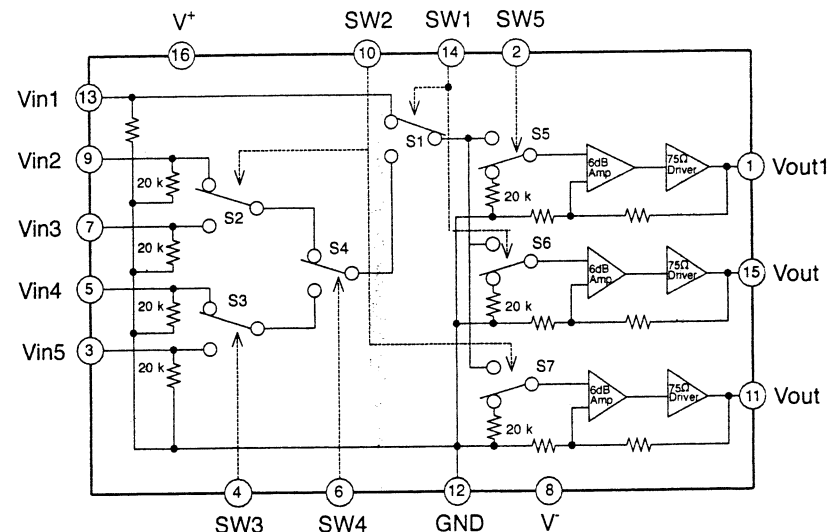 V+ SW2 SW1 SW5
16 10 14 2
Vin1 13
S1
S5
Vin2 9
20 k
20 k
6dB Amp
75Ω Driver
1 Vout1
S2
Vin3 7
20 k
S4
S6
Vin4 5
20 k
S3
20 k
6dB Amp
75Ω Driver
15 Vout
Vin5 3
20 k
S7
20 k
6dB Amp
75Ω Driver
11 Vout
4 6 12 8
SW3 SW4 GND V-